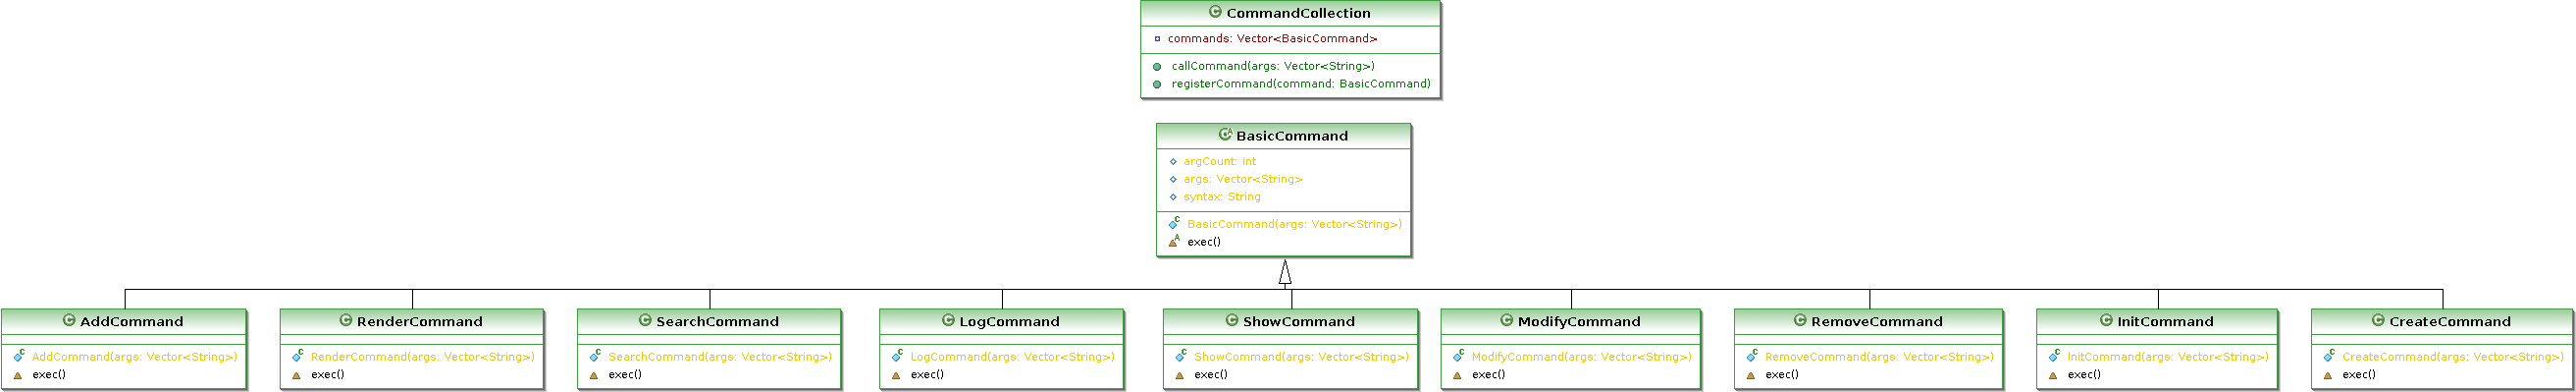 CommandCollection
commands: Vector<BasicCommand>
callCommand(args: Vector<String>)
registerCommand(command: BasicCommand)
BasicCommand
argCount: int
args: Vector<String>
syntax: String
BasicCommand(args: Vector<String>)
exec()
AddCommand
AddCommand(args: Vector<String>)
exec()
RenderCommand
RenderCommand(args: Vector<String>)
exec()
SearchCommand
SearchCommand(args: Vector<String>)
exec()
LogCommand
LogCommand(args: Vector<String>)
exec()
ShowCommand
ShowCommand(args: Vector<String>)
exec()
ModifyCommand
ModifyCommand(args: Vector<String>)
exec()
RemoveCommand
RemoveCommand(args: Vector<String>)
exec()
InitCommand
InitCommand(args: Vector<String>)
exec()
CreateCommand
CreateCommand(args: Vector<String>)
exec()